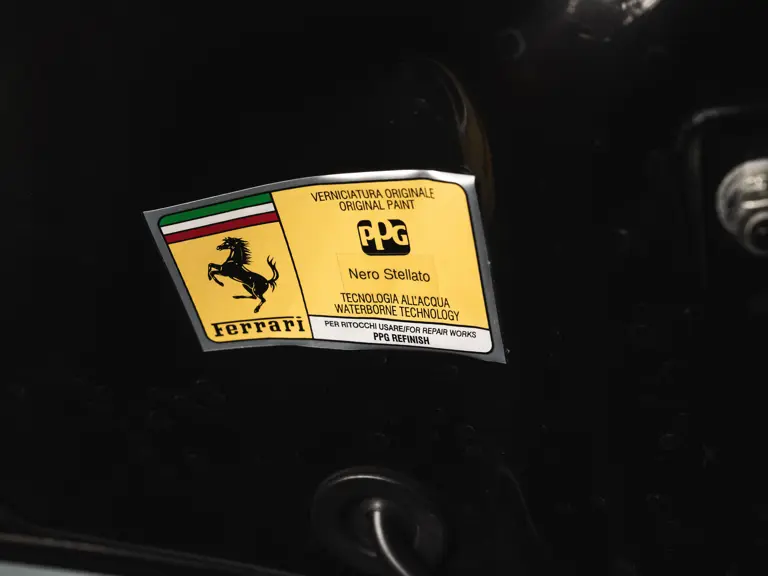 VERNICIATURA ORIGINALE
ORIGINAL PAINT
PPG
Nero Stellato
TECNOLOGIA ALL'ACQUA
WATERBORNE TECHNOLOGY
Ferrari
PER RITOCCHI USARE/FOR REPAIR WORKS
PPG REFINISH